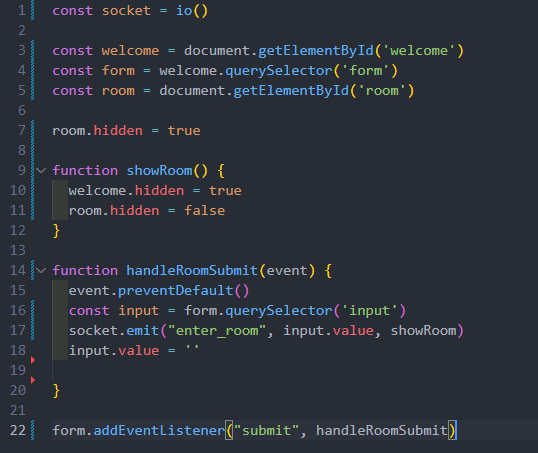 1 const socket = io()
2
3 const welcome = document.getElementById('welcome')
4 const form = welcome.querySelector('form')
5 const room = document.getElementById('room')
6
7 room.hidden = true
8
9 function showRoom() {
10   welcome.hidden = true
11   room.hidden = false
12 }
13
14 function handleRoomSubmit(event) {
15   event.preventDefault()
16   const input = form.querySelector('input')
17   socket.emit("enter_room", input.value, showRoom)
18   input.value = ''
19
20 }
21
22 form.addEventListener("submit", handleRoomSubmit)